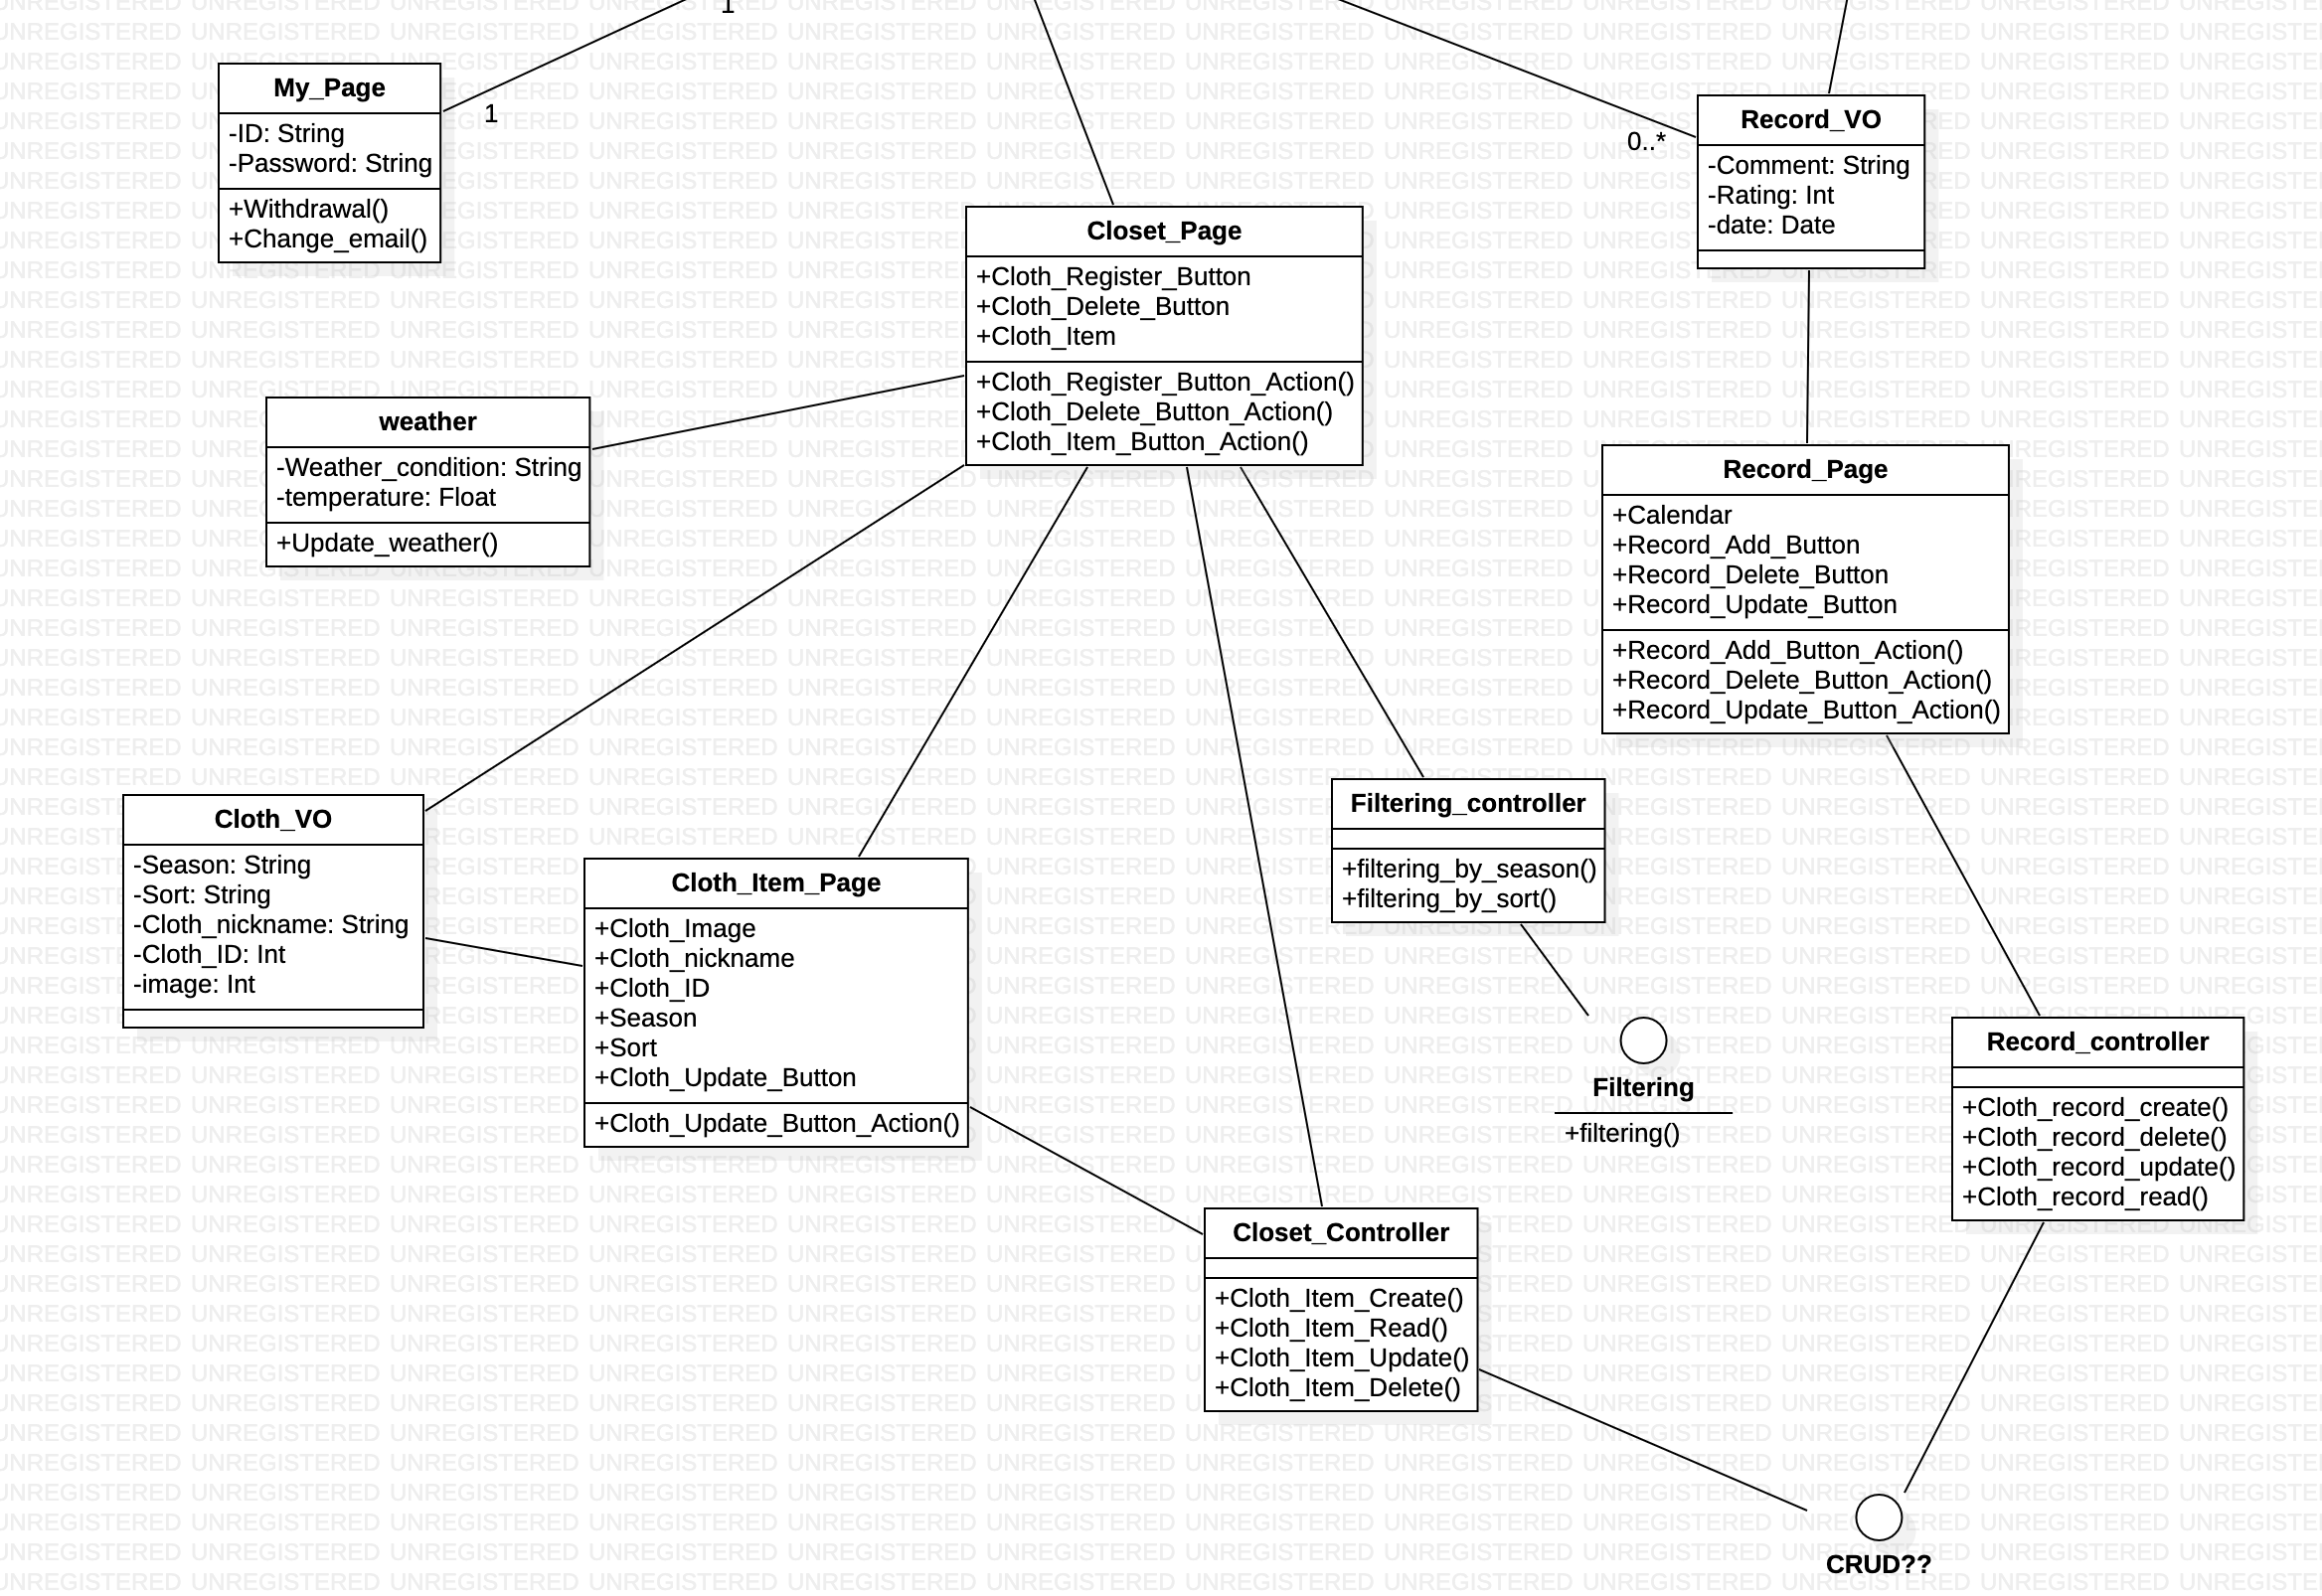 1
1
My_Page
-ID: String
-Password: String
+Withdrawal()
+Change_email()
0..*
Record_VO
-Comment: String
-Rating: Int
-date: Date
Closet_Page
+Cloth_Register_Button
+Cloth_Delete_Button
+Cloth_Item
+Cloth_Register_Button_Action()
+Cloth_Delete_Button_Action()
+Cloth_Item_Button_Action()
weather
-Weather_condition: String
-temperature: Float
+Update_weather()
Record_Page
+Calendar
+Record_Add_Button
+Record_Delete_Button
+Record_Update_Button
+Record_Add_Button_Action()
+Record_Delete_Button_Action()
+Record_Update_Button_Action()
Cloth_VO
-Season: String
-Sort: String
-Cloth_nickname: String
-Cloth_ID: Int
-image: Int
Cloth_Item_Page
+Cloth_Image
+Cloth_nickname
+Cloth_ID
+Season
+Sort
+Cloth_Update_Button
+Cloth_Update_Button_Action()
Filtering_controller
+filtering_by_season()
+filtering_by_sort()
Filtering
+filtering()
Record_controller
+Cloth_record_create()
+Cloth_record_delete()
+Cloth_record_update()
+Cloth_record_read()
Closet_Controller
+Cloth_Item_Create()
+Cloth_Item_Read()
+Cloth_Item_Update()
+Cloth_Item_Delete()
CRUD??
UNREGISTERED